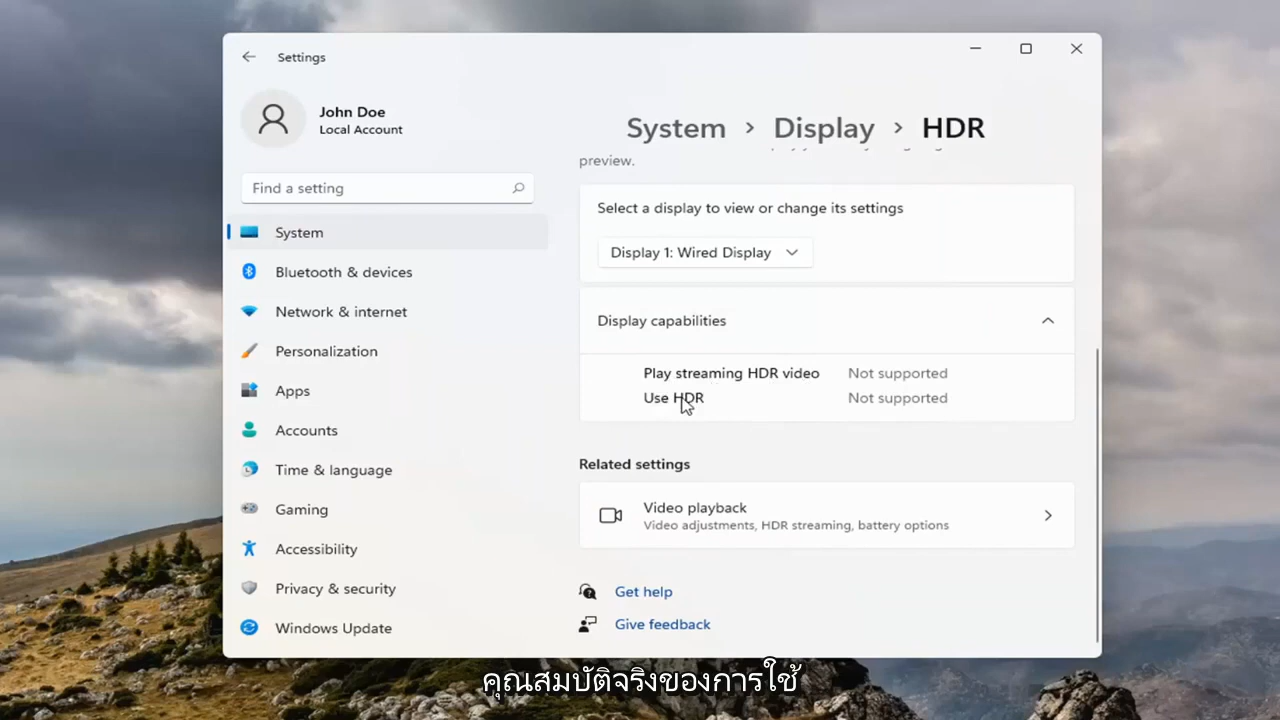 Settings
John Doe
Local Account
Find a setting
System
Bluetooth & devices
Network & internet
Personalization
Apps
Accounts
Time & language
Gaming
Accessibility
Privacy & security
Windows Update
System > Display > HDR
preview.
Select a display to view or change its settings
Display 1: Wired Display
Display capabilities
Play streaming HDR video Not supported
Use HDR Not supported
Related settings
Video playback
Video adjustments, HDR streaming, battery options
Get help
Give feedback
คุณสมบัติจริงของการใช้